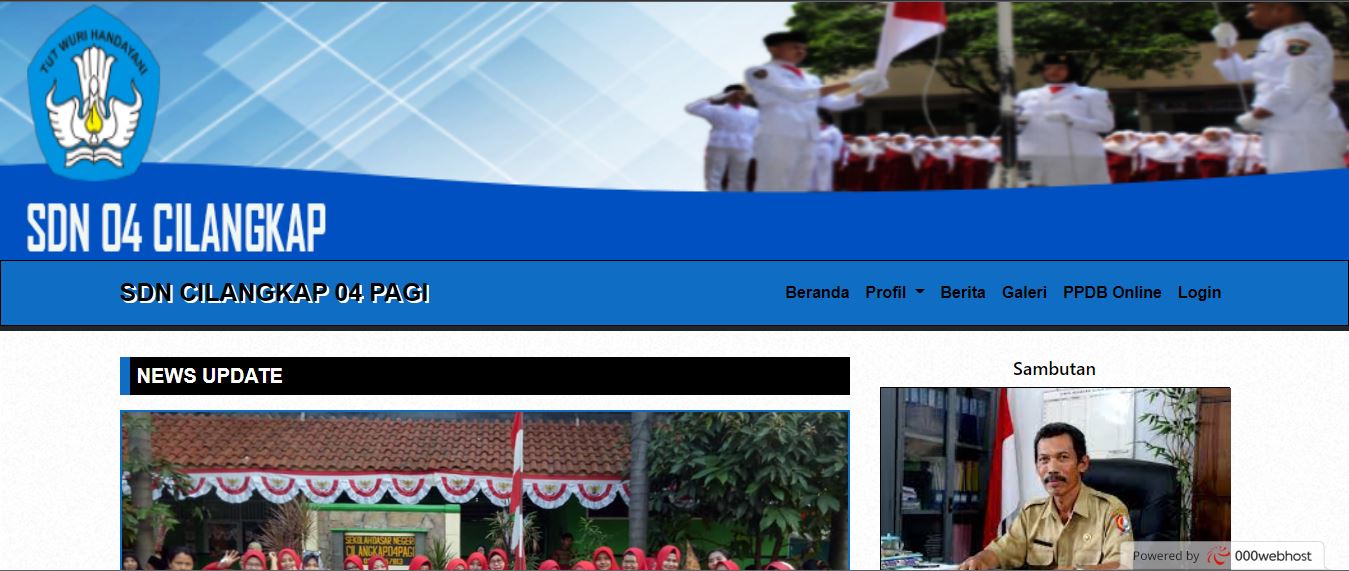 TUT WURI HANDAYANI
SDN 04 CILANGKAP
SDN CILANGKAP 04 PAGI
Beranda Profil Berita Galeri PPDB Online Login
NEWS UPDATE
Sambutan
SEKOLAH DASAR NEGERI
CILANGKAP 04 PAGI
Powered by 000webhost